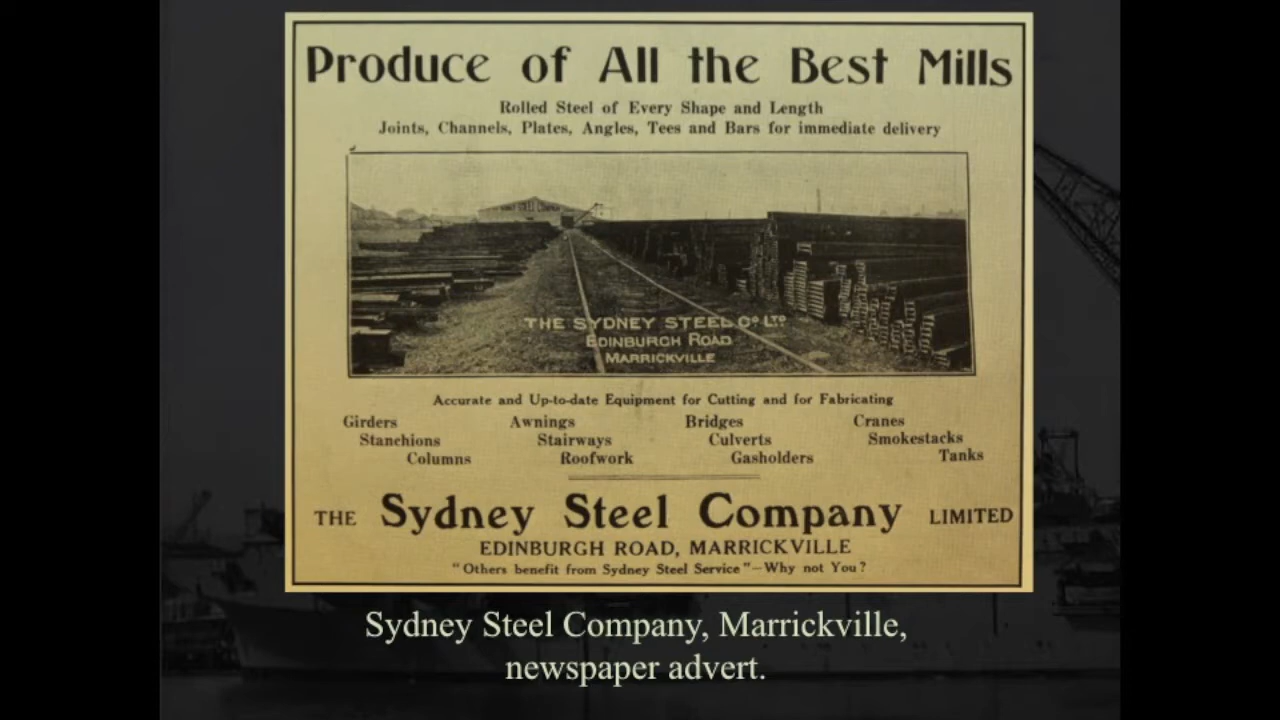 Produce of All the Best Mills
Rolled Steel of Every Shape and Length
Joints, Channels, Plates, Angles, Tees and Bars for immediate delivery
SYDNEY STEEL COMPANY
THE SYDNEY STEEL Co LTD
EDINBURGH ROAD
MARRICKVILLE
Accurate and Up-to-date Equipment for Cutting and for Fabricating
Girders Awnings Bridges Cranes
Stanchions Stairways Culverts Smokestacks
Columns Roofwork Gasholders Tanks
THE Sydney Steel Company LIMITED
EDINBURGH ROAD, MARRICKVILLE
"Others benefit from Sydney Steel Service"—Why not You?
Sydney Steel Company, Marrickville,
newspaper advert.